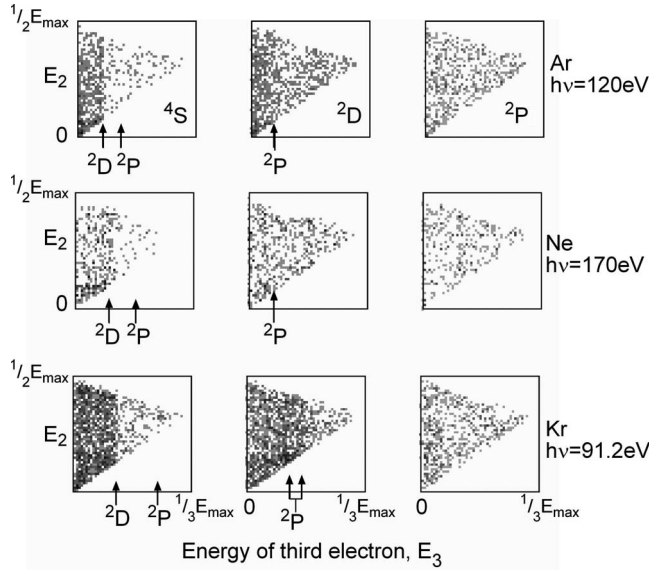 1/2Emax
E2
0
4S
2D
2P
Ar
hν=120eV
2D 2P
2P
1/2Emax
E2
0
Ne
hν=170eV
2D 2P
2P
1/2Emax
E2
Kr
hν=91.2eV
2D 2P 1/3Emax
0 2P 1/3Emax
0 1/3Emax
Energy of third electron, E3